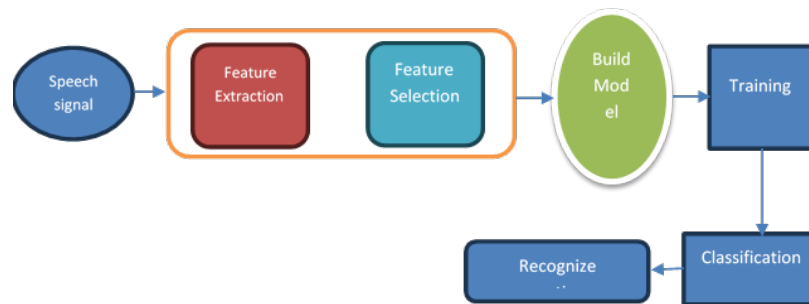 Speech
signal
Feature
Extraction
Feature
Selection
Build
Mod
el
Training
Classification
Recognize